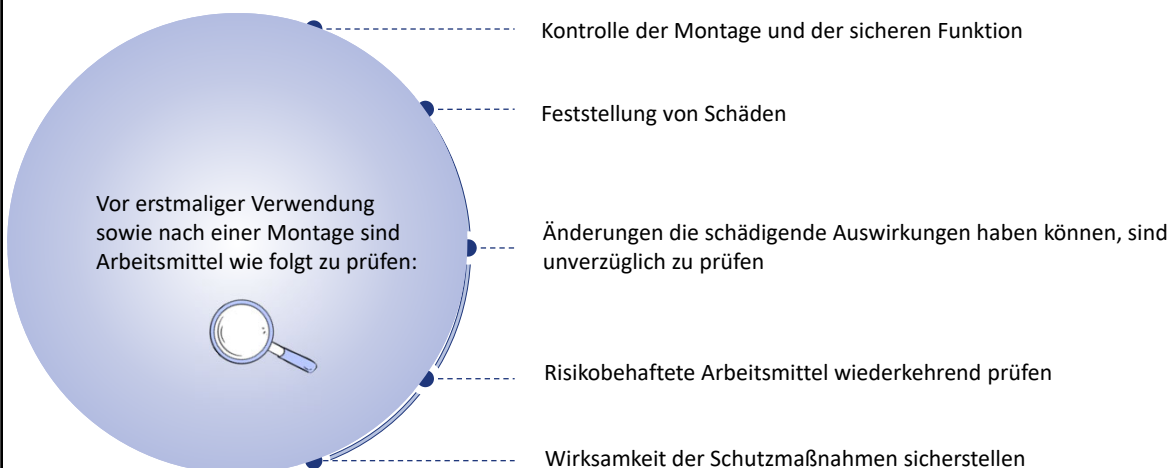 Vor erstmaliger Verwendung
sowie nach einer Montage sind
Arbeitsmittel wie folgt zu prüfen:
Kontrolle der Montage und der sicheren Funktion
Feststellung von Schäden
Änderungen die schädigende Auswirkungen haben können, sind
unverzüglich zu prüfen
Risikobehaftete Arbeitsmittel wiederkehrend prüfen
Wirksamkeit der Schutzmaßnahmen sicherstellen